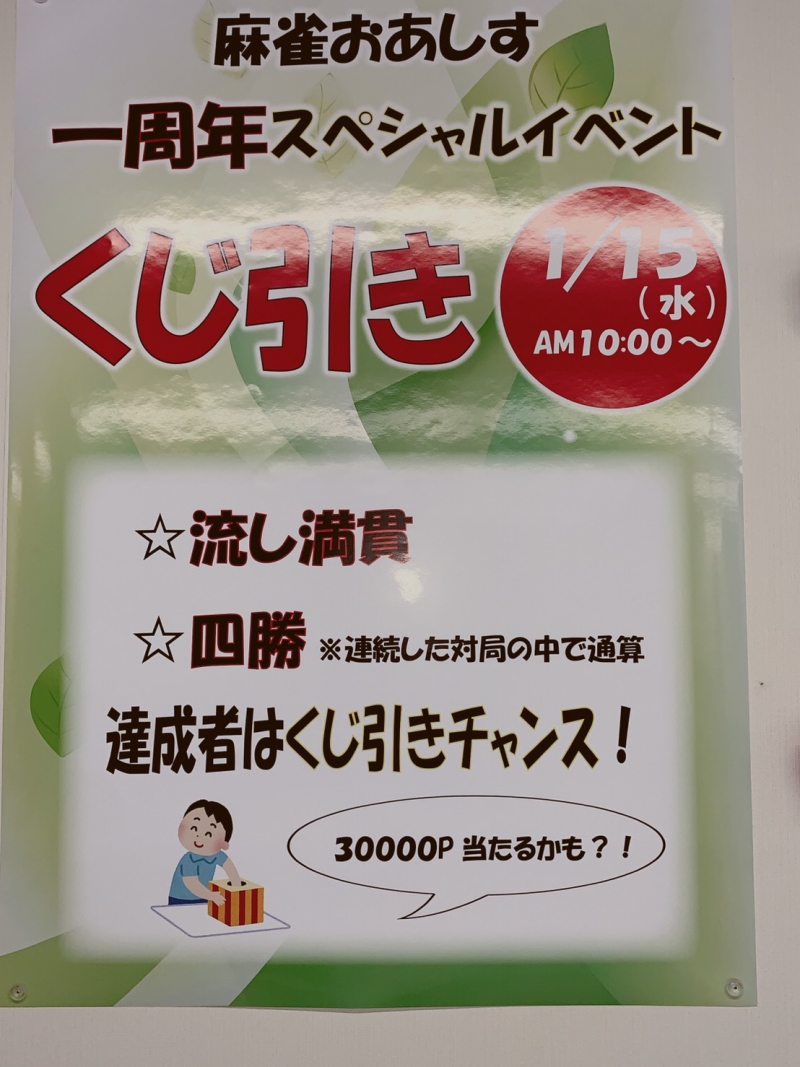 麻雀おあしす
一周年スペシャルイベント
くじ引き
1/15
(水)
AM10:00～
☆流し満貫
☆四勝 ※連続した対局の中で通算
達成者はくじ引きチャンス！
30000P 当たるかも？！